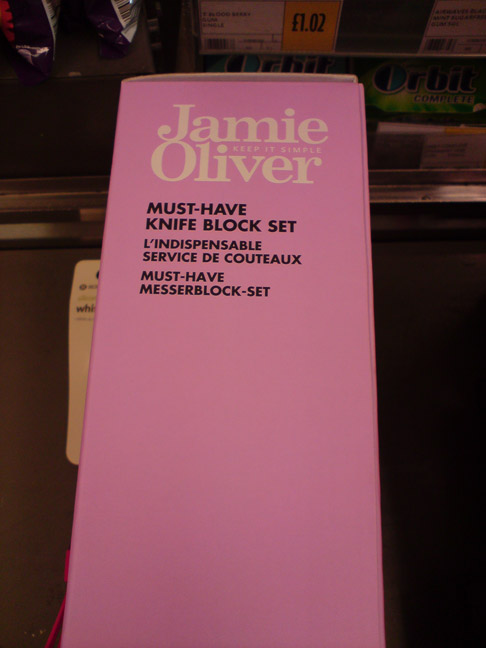 £1.02
Orbit
COMPLETE
Jamie
KEEP IT SIMPLE
Oliver
MUST-HAVE
KNIFE BLOCK SET
L'INDISPENSABLE
SERVICE DE COUTEAUX
MUST-HAVE
MESSERBLOCK-SET
whi